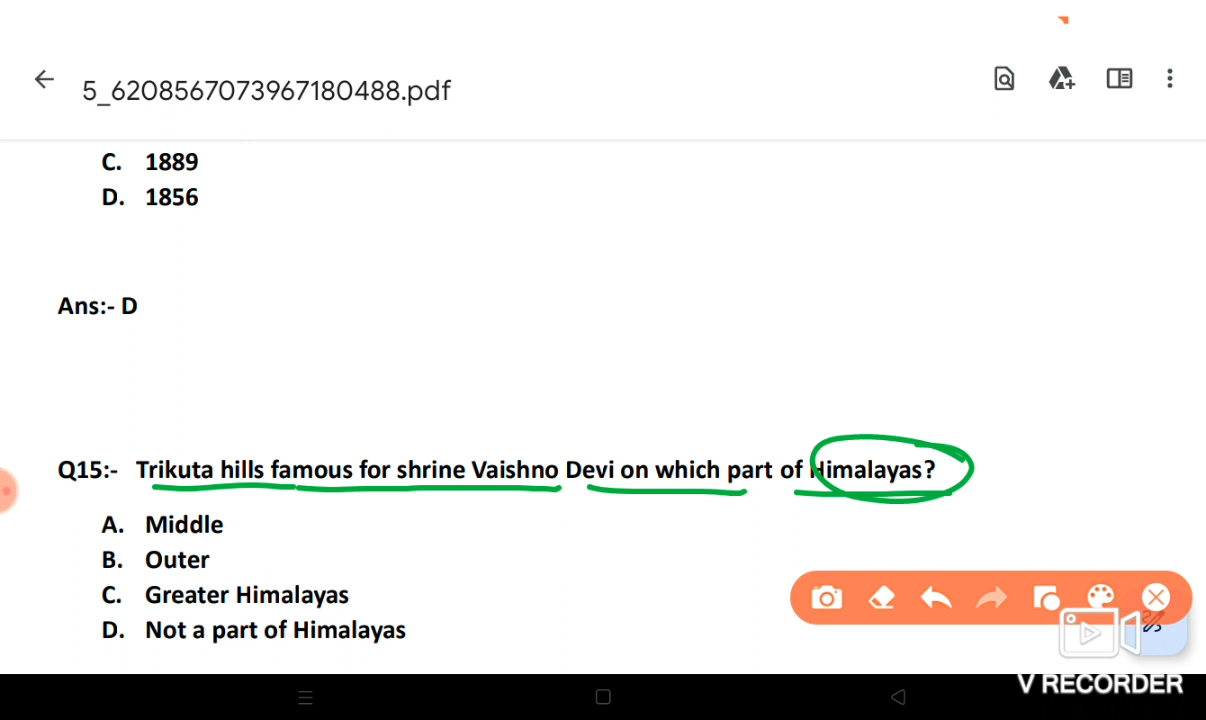 5_6208567073967180488.pdf
C. 1889
D. 1856
Ans:- D
Q15:- Trikuta hills famous for shrine Vaishno Devi on which part of Himalayas?
A. Middle
B. Outer
C. Greater Himalayas
D. Not a part of Himalayas
V RECORDER